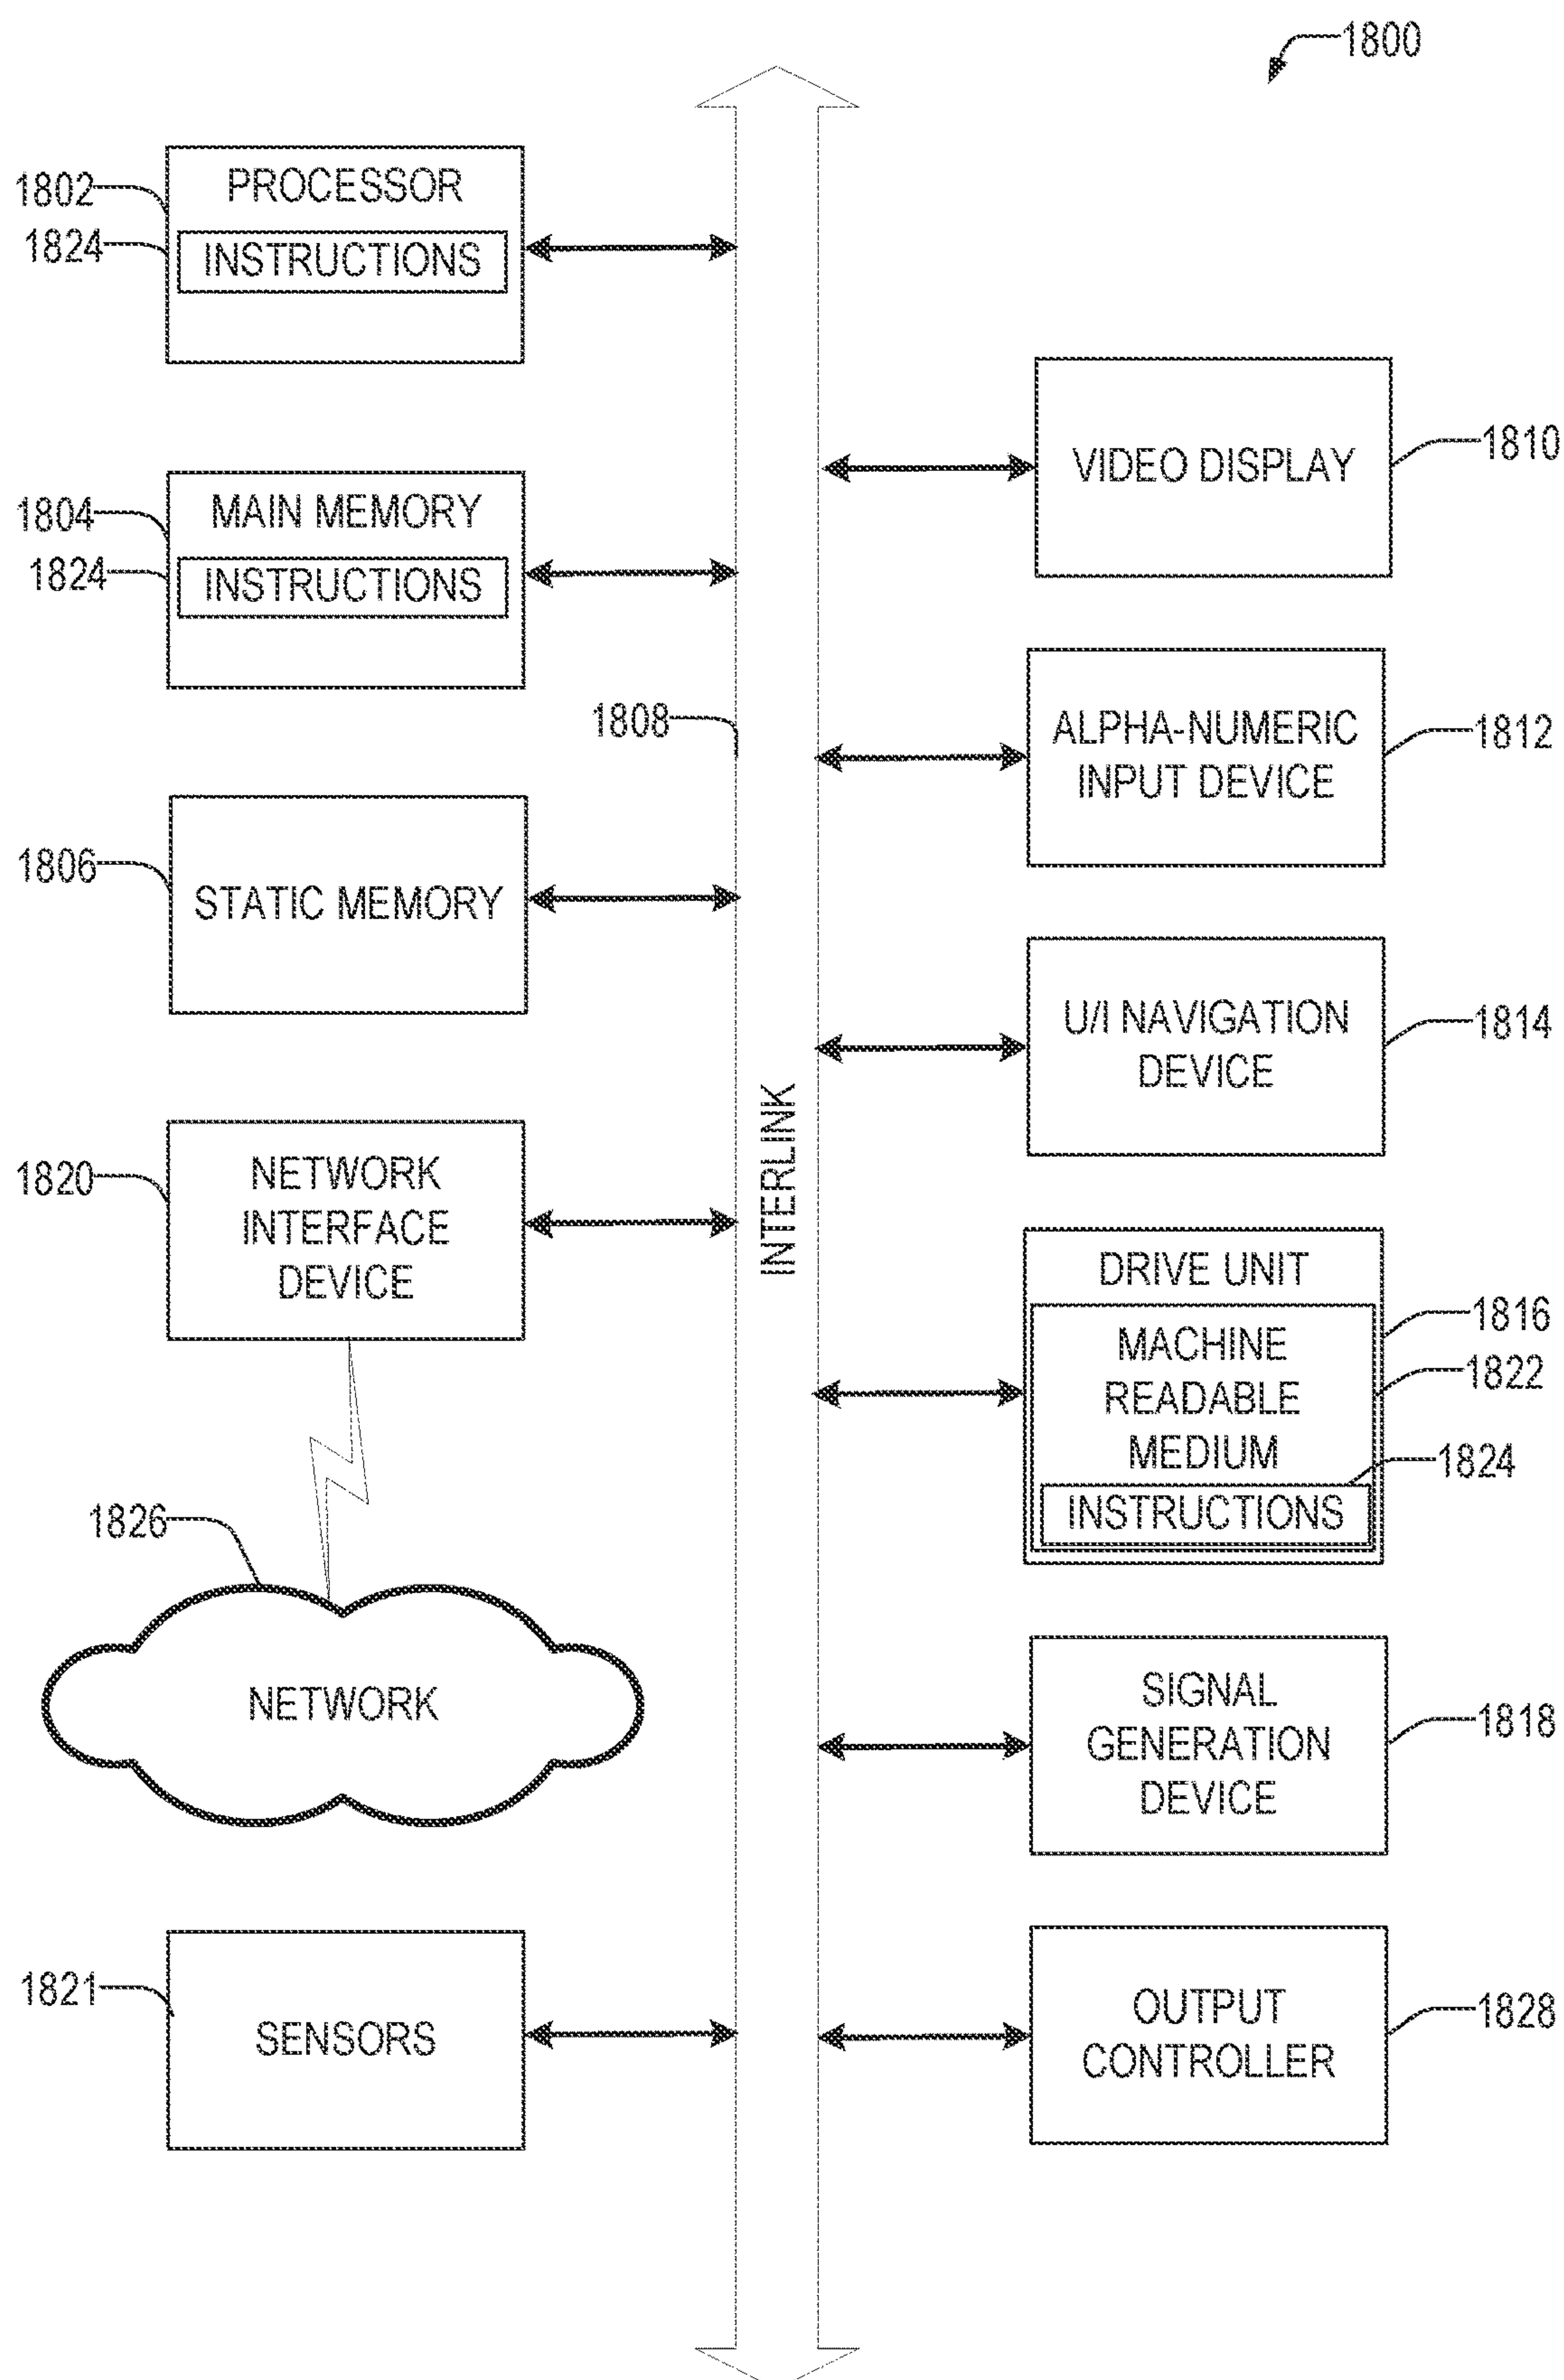 1800
1802
PROCESSOR
1824
INSTRUCTIONS
1804
MAIN MEMORY
1824
INSTRUCTIONS
1808
1806
STATIC MEMORY
1820
NETWORK
INTERFACE
DEVICE
1826
NETWORK
1821
SENSORS
INTERLINK
VIDEO DISPLAY
1810
ALPHA-NUMERIC
INPUT DEVICE
1812
U/I NAVIGATION
DEVICE
1814
DRIVE UNIT
1816
MACHINE
READABLE
MEDIUM
1822
1824
INSTRUCTIONS
SIGNAL
GENERATION
DEVICE
1818
OUTPUT
CONTROLLER
1828